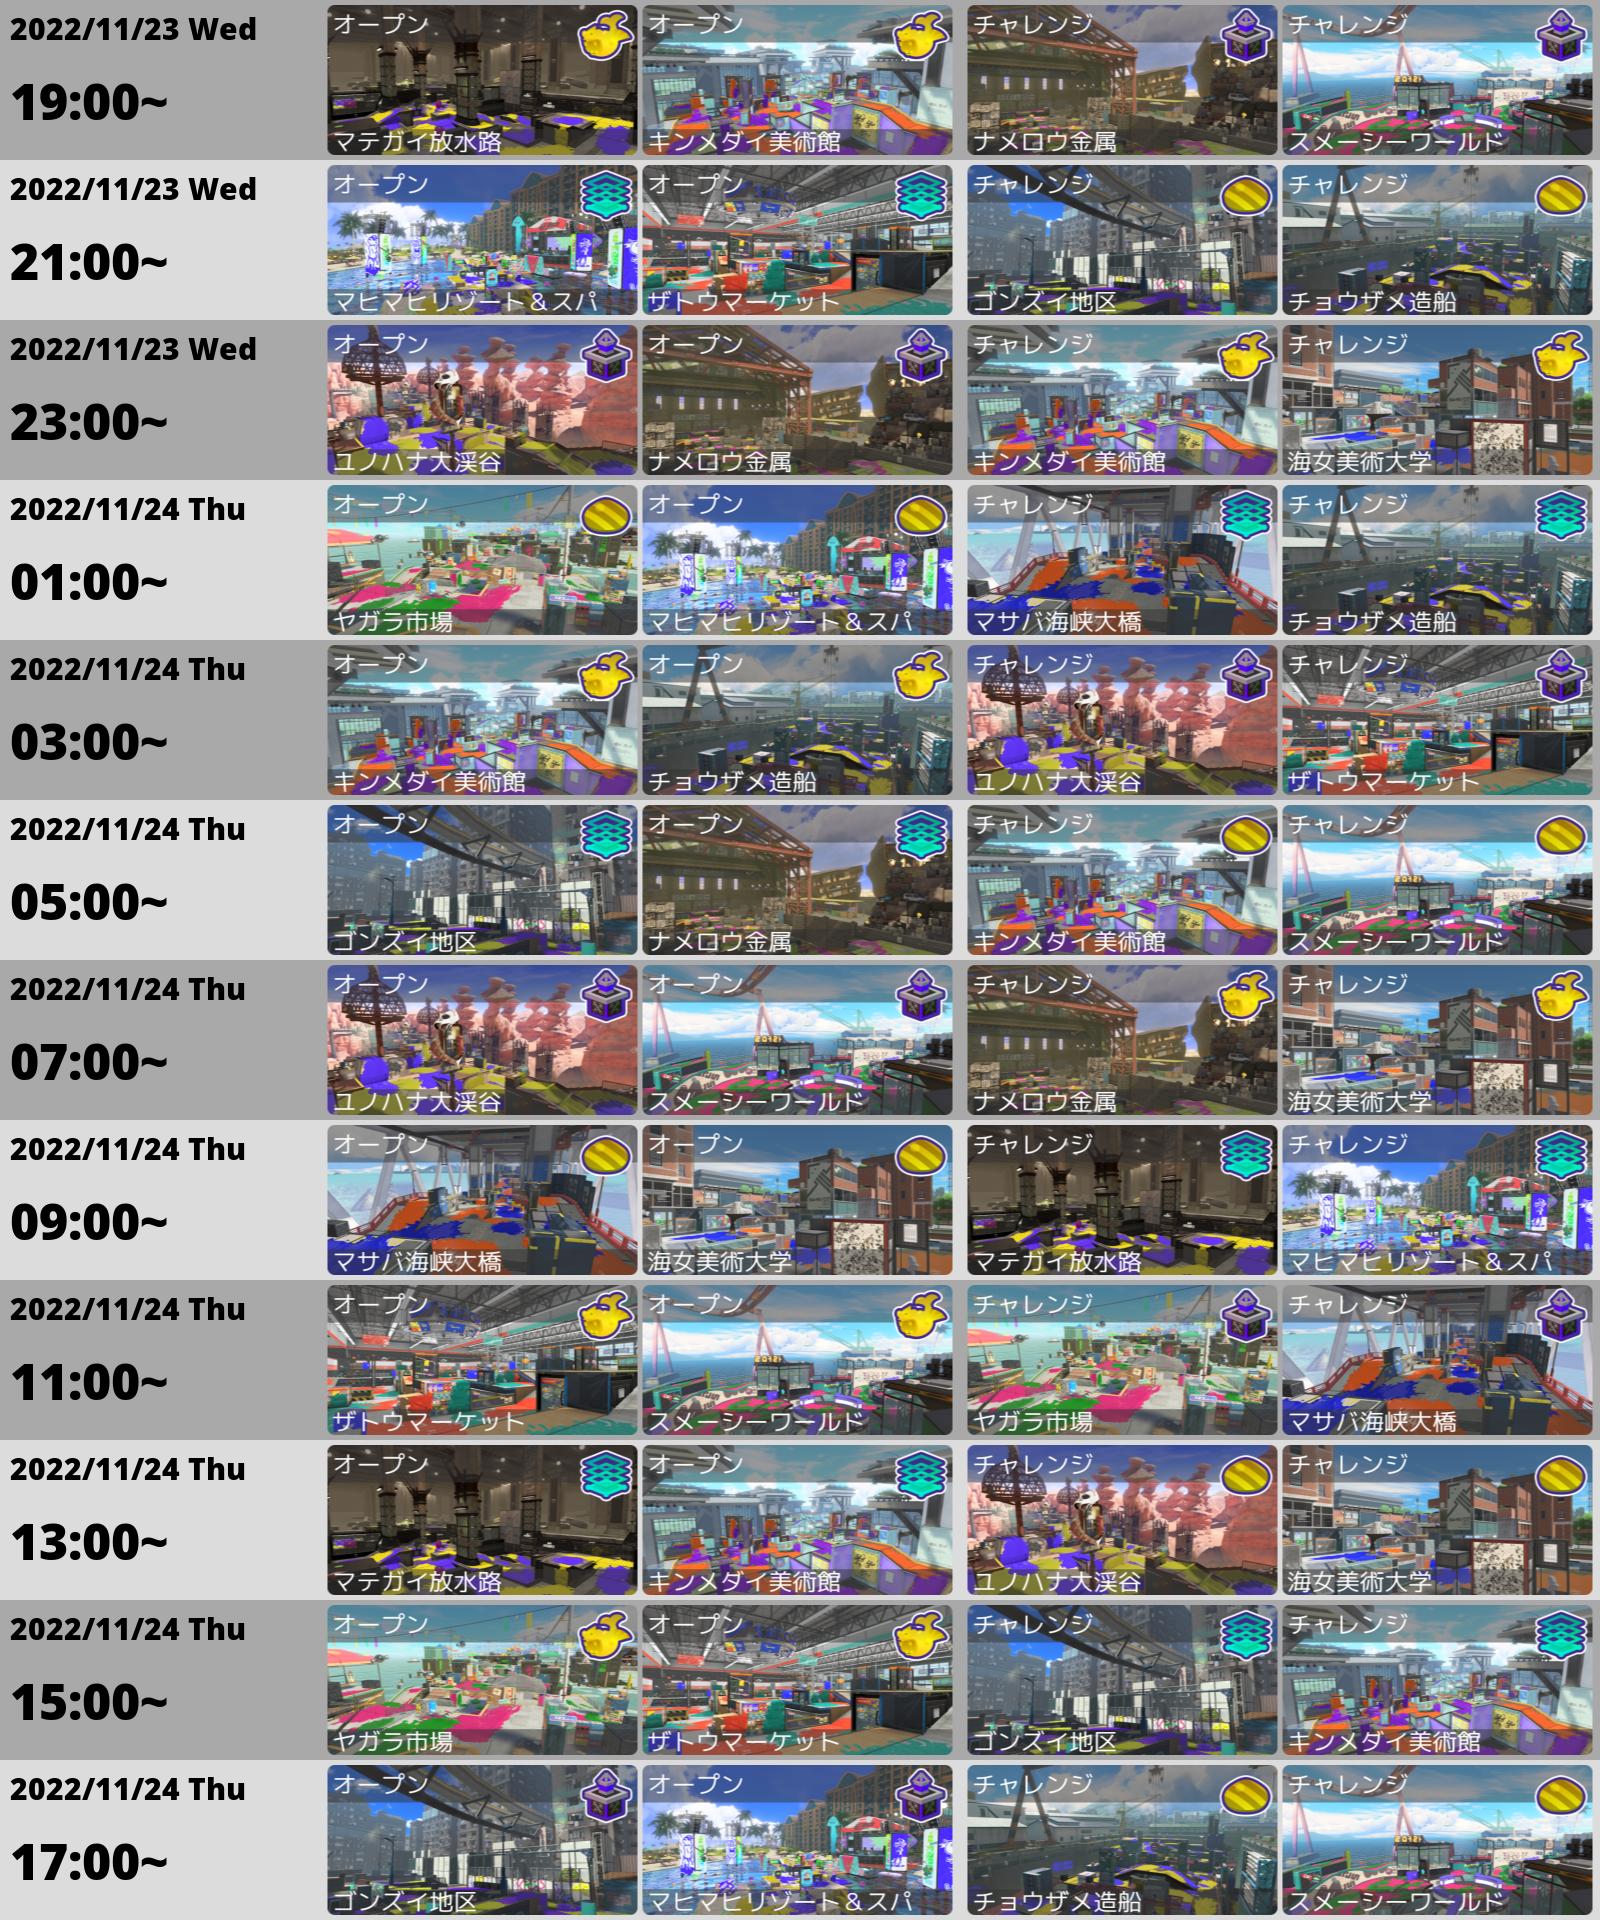 2022/11/23 Wed
19:00~
オープン
マテガイ放水路
オープン
キンメダイ美術館
チャレンジ
ナメロウ金属
チャレンジ
スメーシーワールド
2022/11/23 Wed
21:00~
オープン
マヒマヒリゾート＆スパ
オープン
ザトウマーケット
チャレンジ
ゴンズイ地区
チャレンジ
チョウザメ造船
2022/11/23 Wed
23:00~
オープン
ユノハナ大渓谷
オープン
ナメロウ金属
チャレンジ
キンメダイ美術館
チャレンジ
海女美術大学
2022/11/24 Thu
01:00~
オープン
ヤガラ市場
オープン
マヒマヒリゾート＆スパ
チャレンジ
マサバ海峡大橋
チャレンジ
チョウザメ造船
2022/11/24 Thu
03:00~
オープン
キンメダイ美術館
オープン
チョウザメ造船
チャレンジ
ユノハナ大渓谷
チャレンジ
ザトウマーケット
2022/11/24 Thu
05:00~
オープン
ゴンズイ地区
オープン
ナメロウ金属
チャレンジ
キンメダイ美術館
チャレンジ
スメーシーワールド
2022/11/24 Thu
07:00~
オープン
ユノハナ大渓谷
オープン
スメーシーワールド
チャレンジ
ナメロウ金属
チャレンジ
海女美術大学
2022/11/24 Thu
09:00~
オープン
マサバ海峡大橋
オープン
海女美術大学
チャレンジ
マテガイ放水路
チャレンジ
マヒマヒリゾート＆スパ
2022/11/24 Thu
11:00~
オープン
ザトウマーケット
オープン
スメーシーワールド
チャレンジ
ヤガラ市場
チャレンジ
マサバ海峡大橋
2022/11/24 Thu
13:00~
オープン
マテガイ放水路
オープン
キンメダイ美術館
チャレンジ
ユノハナ大渓谷
チャレンジ
海女美術大学
2022/11/24 Thu
15:00~
オープン
ヤガラ市場
オープン
ザトウマーケット
チャレンジ
ゴンズイ地区
チャレンジ
キンメダイ美術館
2022/11/24 Thu
17:00~
オープン
ゴンズイ地区
オープン
マヒマヒリゾート＆スパ
チャレンジ
チョウザメ造船
チャレンジ
スメーシーワールド